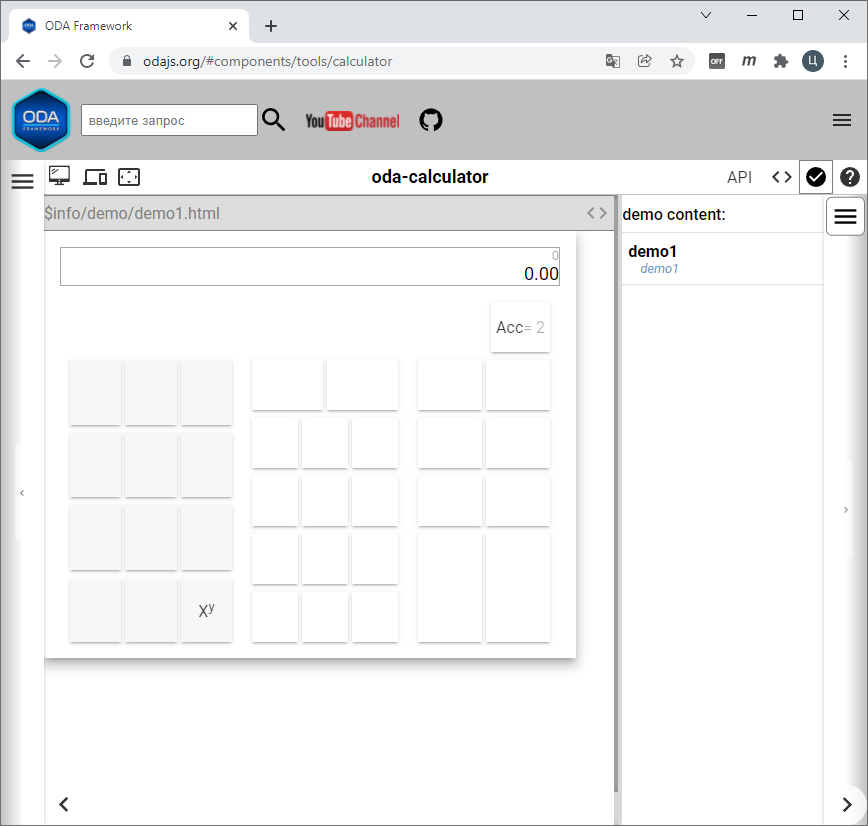 ODA Framework
odajs.org/#components/tools/calculator
OFF
m
Ц
ODA
FRAMEWORK
введите запрос
YouTube Channel
oda-calculator
API
$info/demo/demo1.html
demo content:
demo1
demo1
0
0.00
Acc= 2
Xʸ